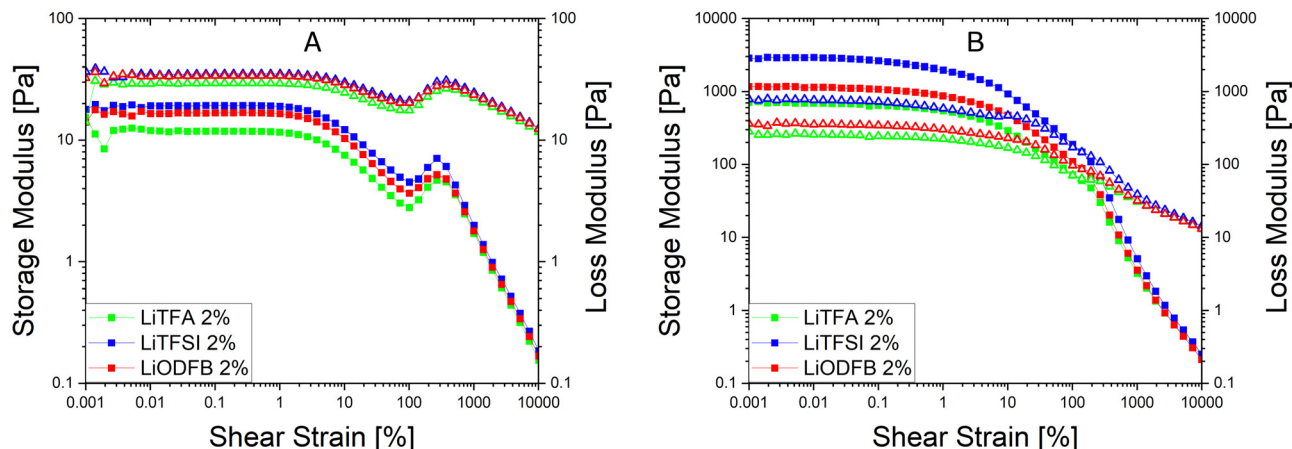 A
Storage Modulus [Pa]
100
10
1
0.1
Loss Modulus [Pa]
100
10
1
0.1
LiTFA 2%
LiTFSI 2%
LiODFB 2%
0.001 0.01 0.1 1 10 100 1000 10000
Shear Strain [%]
B
Storage Modulus [Pa]
10000
1000
100
10
1
0.1
Loss Modulus [Pa]
10000
1000
100
10
1
0.1
LiTFA 2%
LiTFSI 2%
LiODFB 2%
0.001 0.01 0.1 1 10 100 1000 10000
Shear Strain [%]